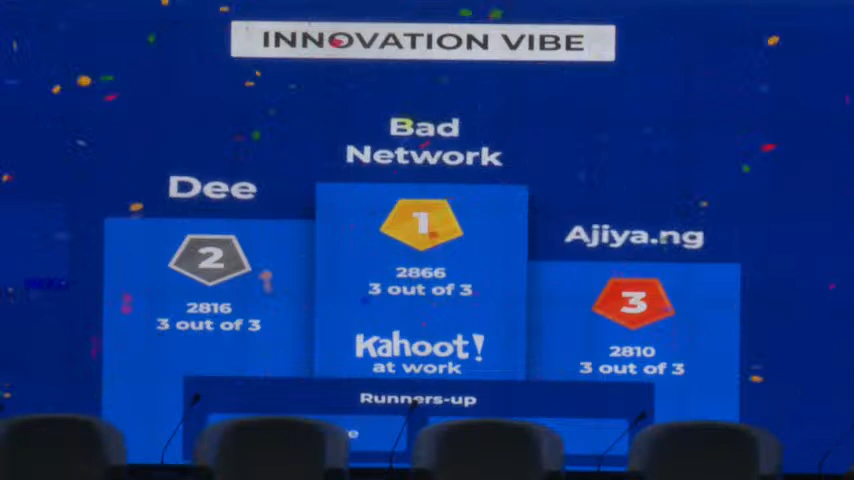 INNOVATION VIBE
Bad
Network
Dee
Ajiya.ng
1
2
2866
3 out of 3
3
2816
3 out of 3
Kahoot!
at work
2810
3 out of 3
Runners-up